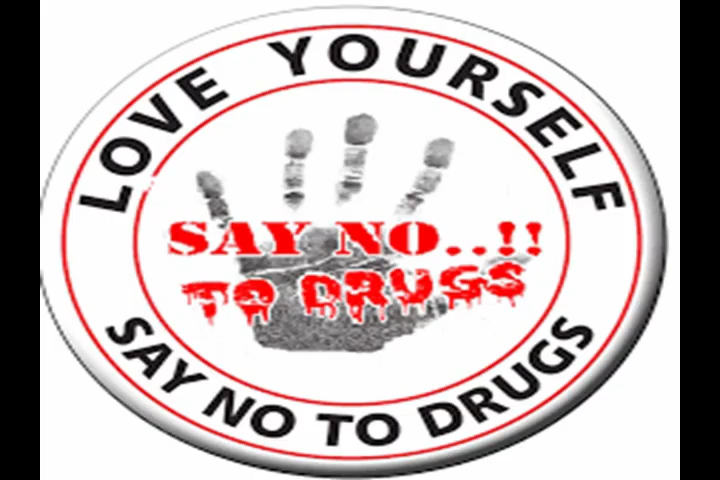 LOVE YOURSELF
SAY NO..!!
TO DRUGS
SAY NO TO DRUGS